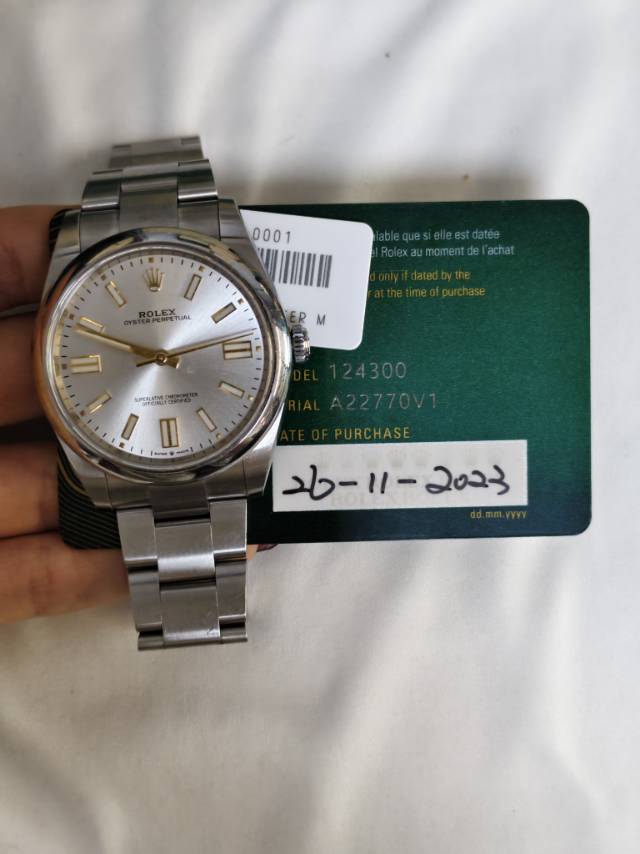 0001
ER M
ROLEX
OYSTER PERPETUAL
SUPERLATIVE CHRONOMETER
OFFICIALLY CERTIFIED
alable que si elle est datée
el Rolex au moment de l'achat
d only if dated by the
r at the time of purchase
DEL 124300
RIAL A22770V1
ATE OF PURCHASE
26-11-2023
dd.mm.yyyy